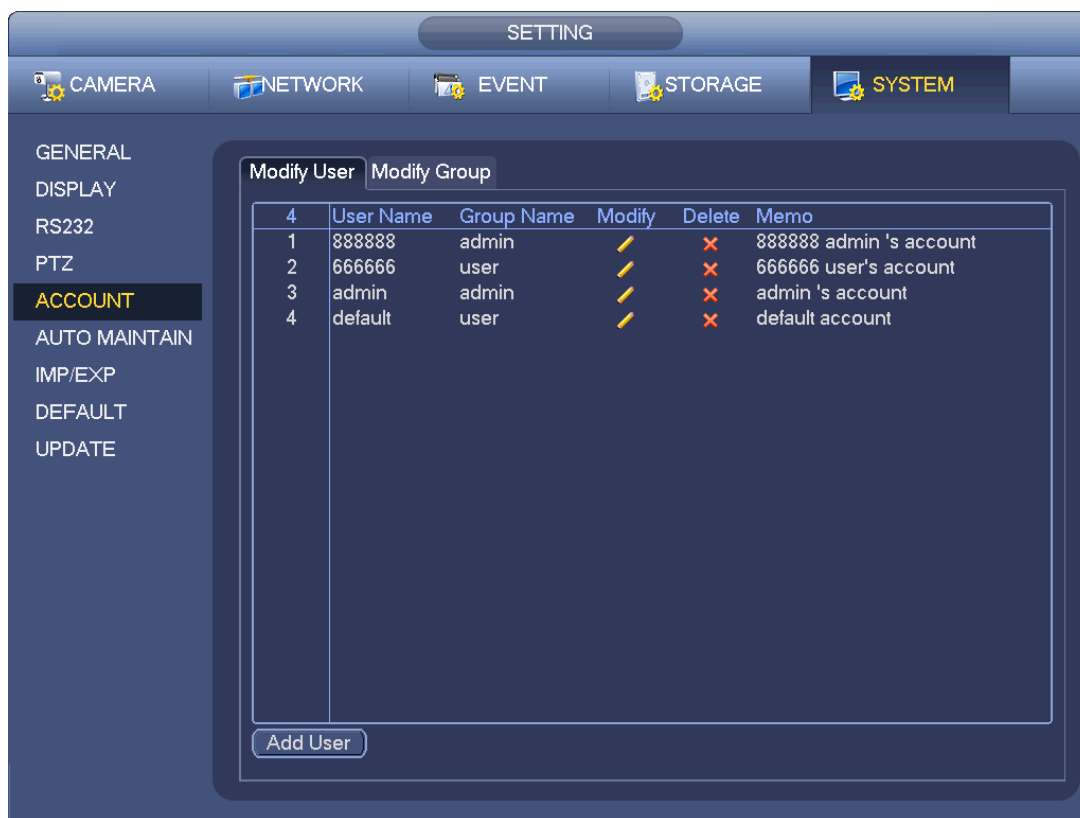 SETTING
CAMERA NETWORK EVENT STORAGE SYSTEM
GENERAL
DISPLAY
RS232
PTZ
ACCOUNT
AUTO MAINTAIN
IMP/EXP
DEFAULT
UPDATE
Modify User Modify Group
4 User Name Group Name Modify Delete Memo
1 888888 admin 888888 admin 's account
2 666666 user 666666 user's account
3 admin admin admin 's account
4 default user default account
Add User